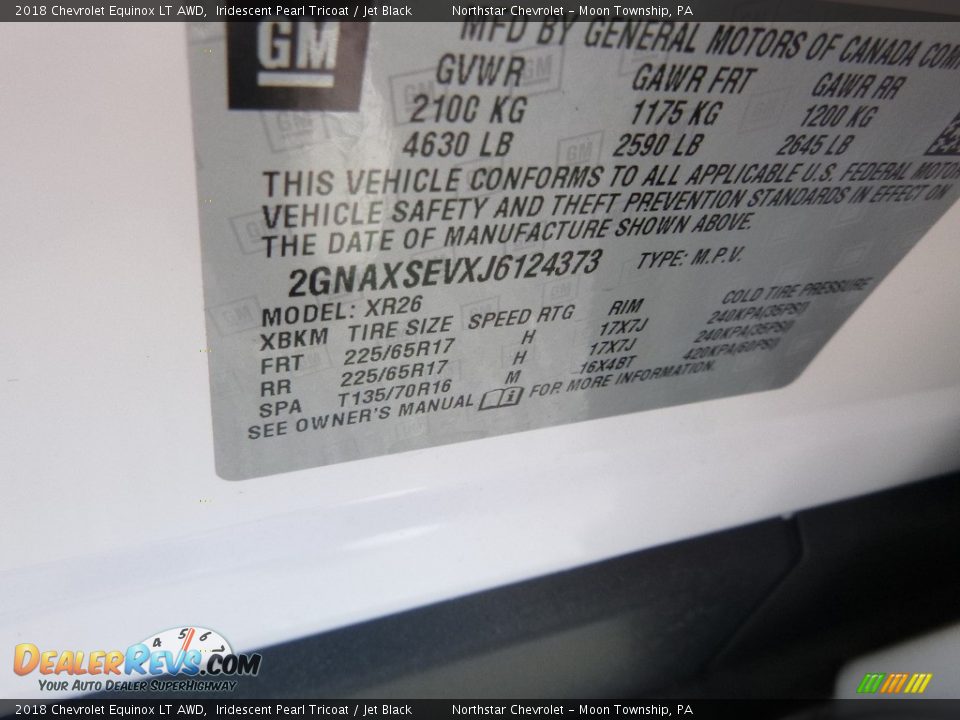 2018 Chevrolet Equinox LT AWD, Iridescent Pearl Tricoat / Jet Black Northstar Chevrolet – Moon Township, PA
GM
MFD BY GENERAL MOTORS OF CANADA COM
GVWR GAWR FRT GAWR RR
2100 KG 1175 KG 1200 KG
4630 LB 2590 LB 2645 LB
THIS VEHICLE CONFORMS TO ALL APPLICABLE U.S. FEDERAL MOTOR
VEHICLE SAFETY AND THEFT PREVENTION STANDARDS IN EFFECT ON
THE DATE OF MANUFACTURE SHOWN ABOVE.
2GNAXSEVXJ6124373 TYPE: M.P.V.
MODEL: XR26
XBKM TIRE SIZE SPEED RTG RIM COLD TIRE PRESSURE
FRT 225/65R17 H 17X7J 240KPA(35PSI)
RR 225/65R17 H 17X7J 240KPA(35PSI)
SPA T135/70R16 M 16X4BT 420KPA(60PSI)
SEE OWNER'S MANUAL i FOR MORE INFORMATION.
4 5 6
DEALERREVS.COM
YOUR AUTO DEALER SUPERHIGHWAY
2018 Chevrolet Equinox LT AWD, Iridescent Pearl Tricoat / Jet Black Northstar Chevrolet – Moon Township, PA